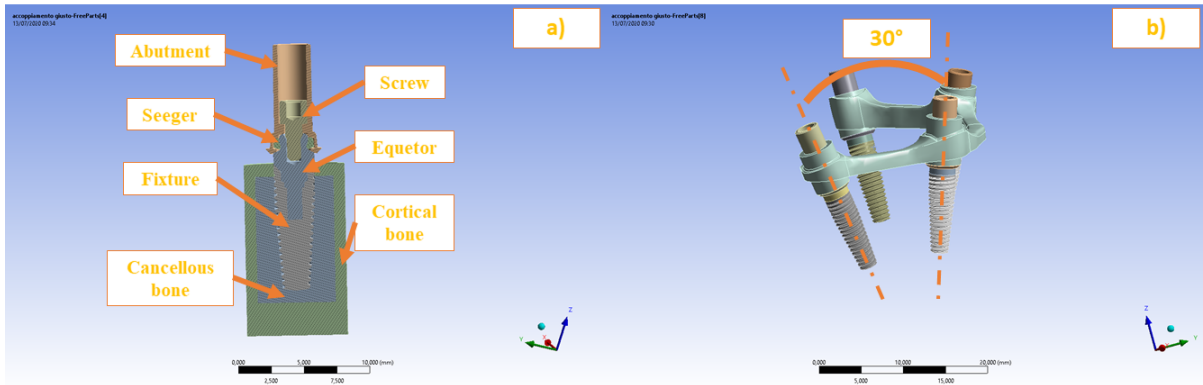 accoppiamento giusto-FreeParts[4]
13/07/2020 09:34
a)
Abutment
Screw
Seeger
Equetor
Fixture
Cortical
bone
Cancellous
bone
0,000
5,000
10,000 (mm)
2,500
7,500
Z
Y
accoppiamento giusto-FreeParts[8]
13/07/2020 09:30
b)
30°
0,000
10,000
20,000 (mm)
5,000
15,000
Z
Y